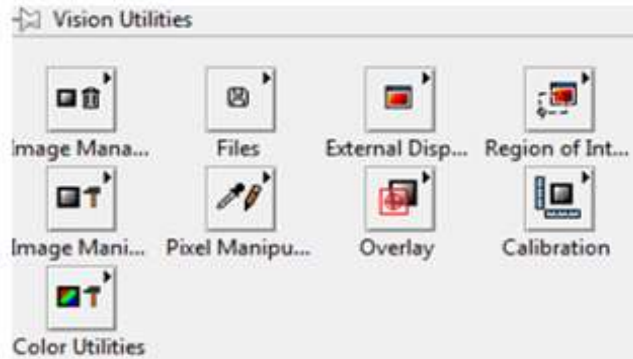 Vision Utilities
Image Mana... Files External Disp... Region of Int...
Image Mani... Pixel Manipu... Overlay Calibration
Color Utilities